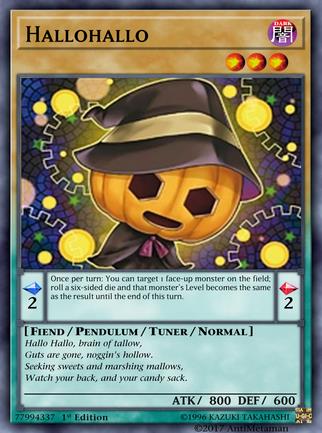 HALLOHALLO
DARK
闇
Once per turn: You can target 1 face-up monster on the field;
roll a six-sided die and that monster's Level becomes the same
as the result until the end of this turn.
2
2
[ FIEND / PENDULUM / TUNER / NORMAL ]
Hallo Hallo, brain of tallow,
Guts are gone, noggin's hollow.
Seeking sweets and marshing mallows,
Watch your back, and your candy sack.
ATK/ 800 DEF/ 600
77994337 1st Edition ©1996 KAZUKI TAKAHASHI
©2017 AntiMetaman